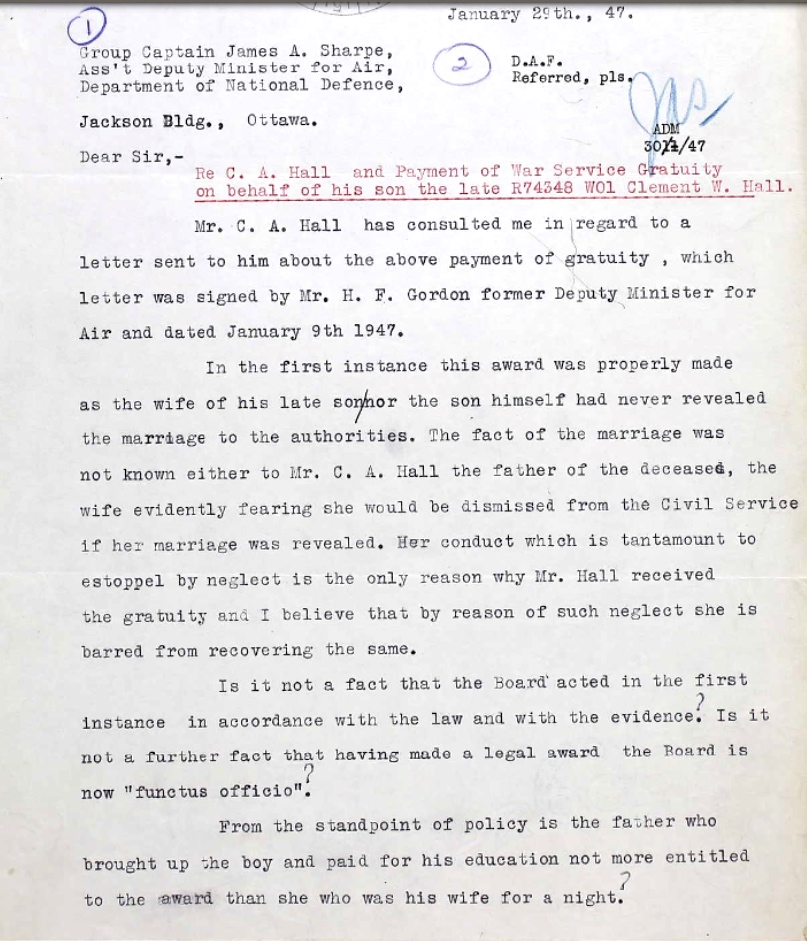 January 29th., 47.
1
Group Captain James A. Sharpe,
Ass't Deputy Minister for Air,
Department of National Defence,
2
D.A.F.
Referred, pls.
Jackson Bldg., Ottawa.
ADM
30/1/47
Dear Sir,-
Re C. A. Hall and Payment of War Service Gratuity
on behalf of his son the late R74348 WO1 Clement W. Hall.
Mr. C. A. Hall has consulted me in regard to a
letter sent to him about the above payment of gratuity , which
letter was signed by Mr. H. F. Gordon former Deputy Minister for
Air and dated January 9th 1947.
In the first instance this award was properly made
as the wife of his late son/nor the son himself had never revealed
the marriage to the authorities. The fact of the marriage was
not known either to Mr. C. A. Hall the father of the deceased, the
wife evidently fearing she would be dismissed from the Civil Service
if her marriage was revealed. Her conduct which is tantamount to
estoppel by neglect is the only reason why Mr. Hall received
the gratuity and I believe that by reason of such neglect she is
barred from recovering the same.
Is it not a fact that the Board acted in the first
instance in accordance with the law and with the evidence? Is it
not a further fact that having made a legal award the Board is
now "functus officio"?
From the standpoint of policy is the father who
brought up the boy and paid for his education not more entitled
to the award than she who was his wife for a night?